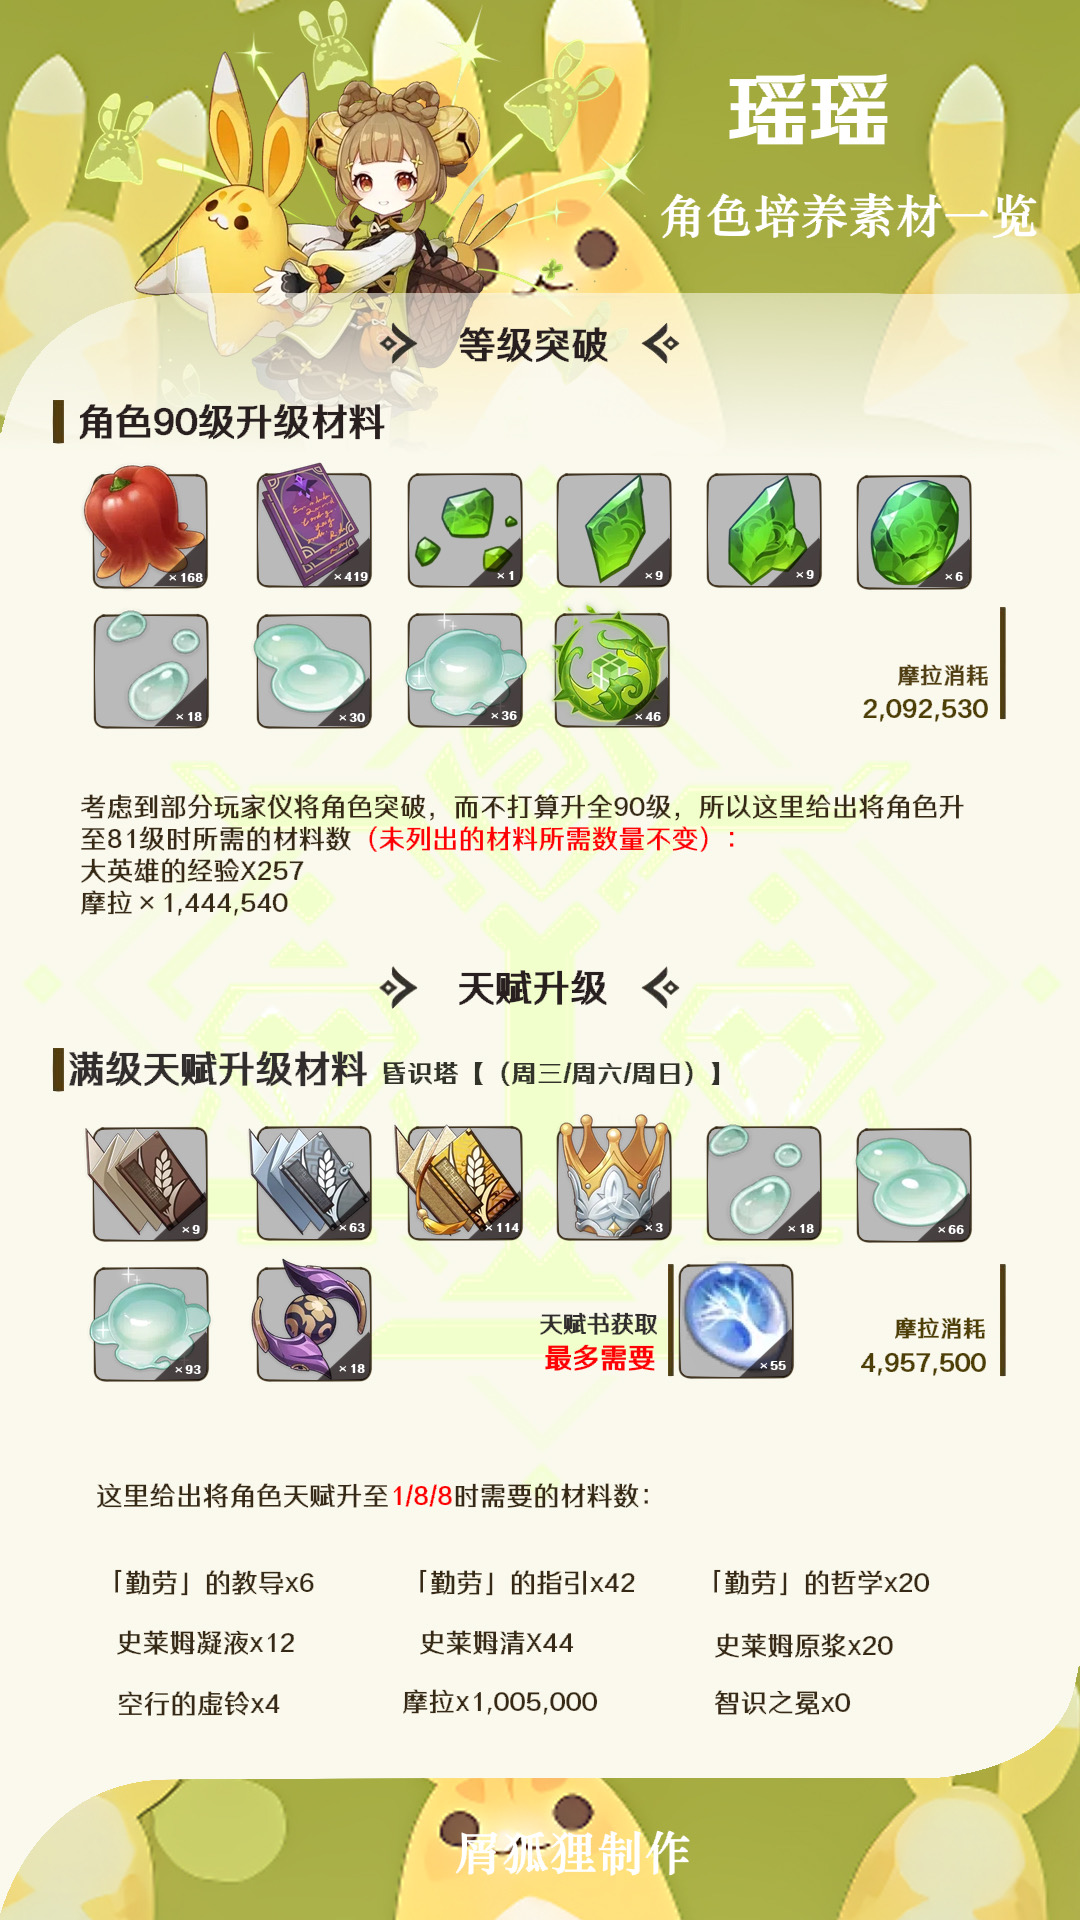 瑶瑶
角色培养素材一览
等级突破
角色90级升级材料
×168
×419
×1
×9
×9
×6
×18
×30
×36
×46
摩拉消耗
2,092,530
考虑到部分玩家仅将角色突破，而不打算升全90级，所以这里给出将角色升
至81级时所需的材料数（未列出的材料所需数量不变）：
大英雄的经验X257
摩拉×1,444,540
天赋升级
满级天赋升级材料 昏识塔【（周三/周六/周日）】
×9
×63
×114
×3
×18
×66
×93
×18
天赋书获取
最多需要
×55
摩拉消耗
4,957,500
这里给出将角色天赋升至1/8/8时需要的材料数：
「勤劳」的教导x6 「勤劳」的指引x42 「勤劳」的哲学x20
史莱姆凝液x12 史莱姆清X44 史莱姆原浆x20
空行的虚铃x4 摩拉x1,005,000 智识之冕x0
屑狐狸制作